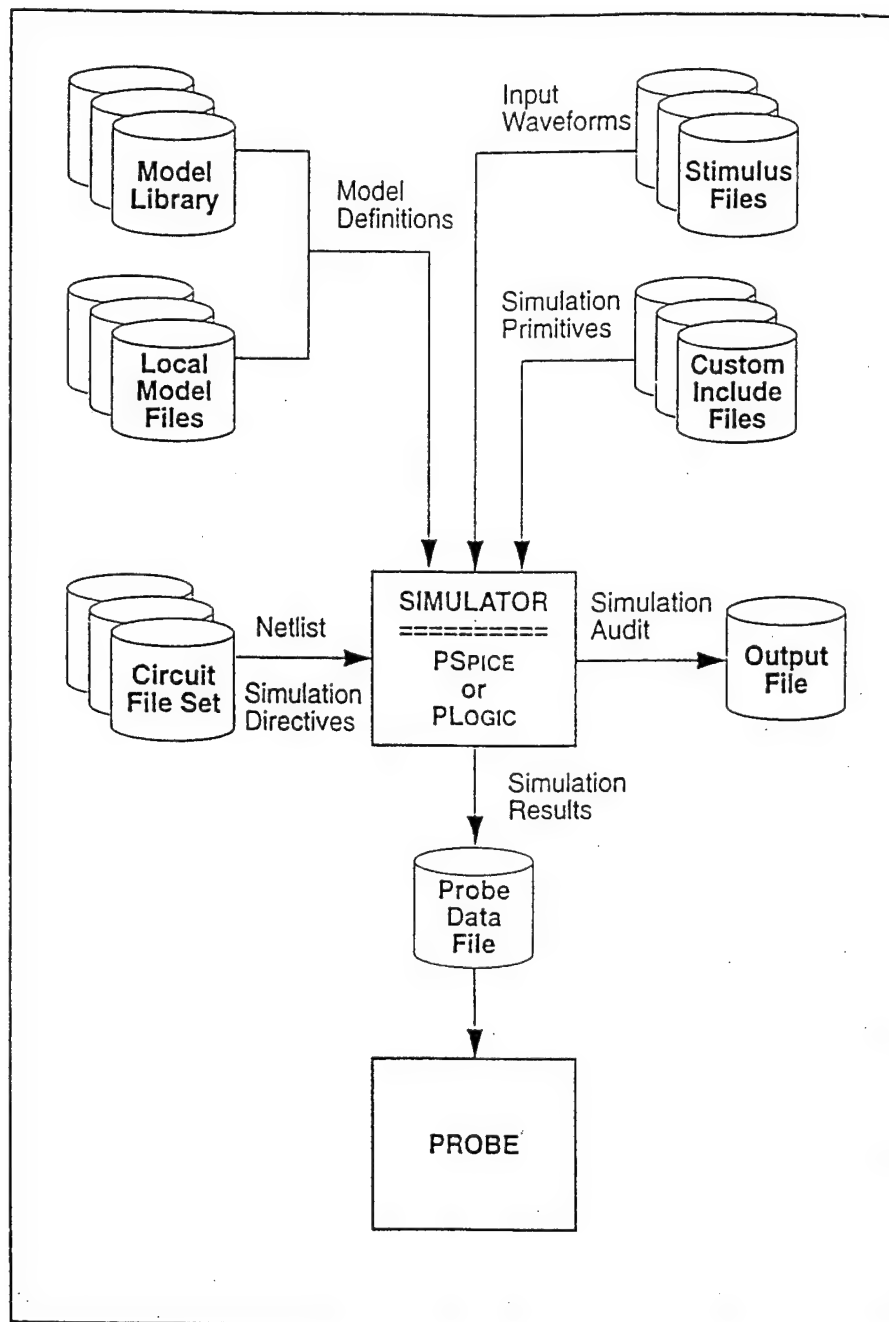 Model
Library
Model
Definitions
Local
Model
Files
Input
Waveforms
Stimulus
Files
Simulation
Primitives
Custom
Include
Files
Circuit
File Set
Netlist
Simulation
Directives
SIMULATOR
==========
PSPICE
or
PLOGIC
Simulation
Audit
Output
File
Simulation
Results
Probe
Data
File
PROBE